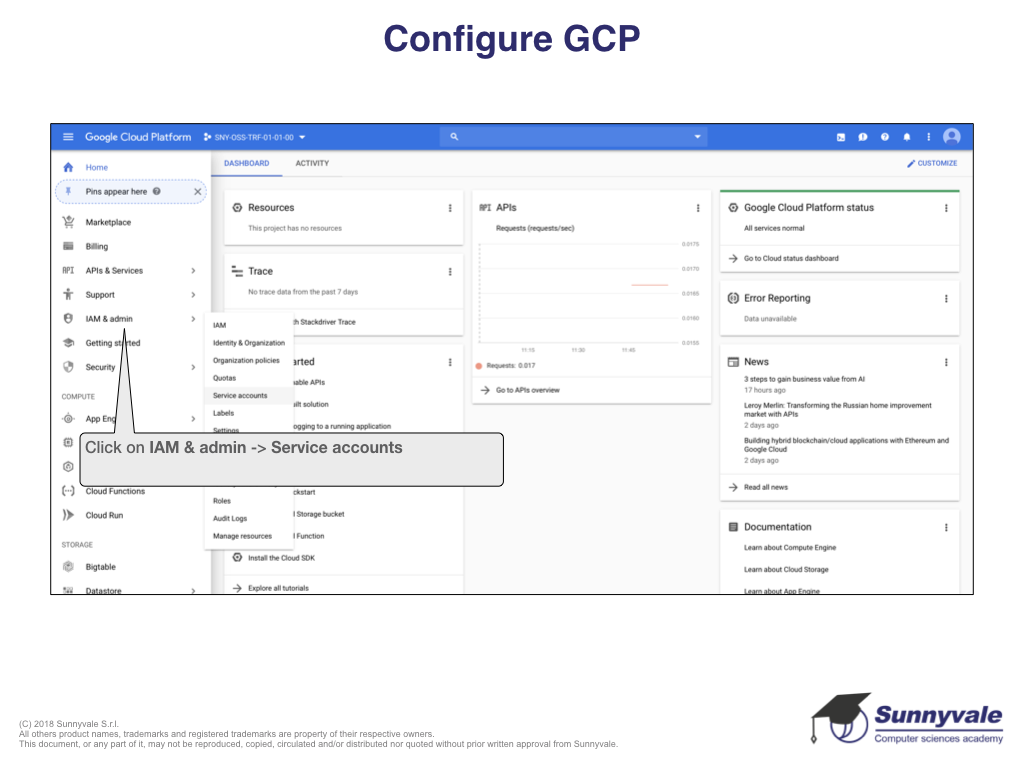 Configure GCP
Google Cloud Platform
SNY-OSS-TRF-01-01-00
Home
Pins appear here
Marketplace
Billing
API APIs & Services
Support
IAM & admin
Getting started
Security
COMPUTE
App Eng
Cloud Functions
Cloud Run
STORAGE
Bigtable
Datastore
IAM
Identity & Organization
Organization policies
Quotas
Service accounts
Labels
Settings
Roles
Audit Logs
Manage resources
Click on IAM & admin -> Service accounts
DASHBOARD
ACTIVITY
CUSTOMIZE
Resources
This project has no resources
Trace
No trace data from the past 7 days
th Stackdriver Trace
arted
able APIs
ilt solution
ogging to a running application
ckstart
l Storage bucket
l Function
Install the Cloud SDK
Explore all tutorials
API APIs
Requests (requests/sec)
0.0175
0.0170
0.0165
0.0160
0.0155
11:15 11:30 11:45
Requests: 0.017
Go to APIs overview
Google Cloud Platform status
All services normal
Go to Cloud status dashboard
Error Reporting
Data unavailable
News
3 steps to gain business value from AI
17 hours ago
Leroy Merlin: Transforming the Russian home improvement
market with APIs
2 days ago
Building hybrid blockchain/cloud applications with Ethereum and
Google Cloud
2 days ago
Read all news
Documentation
Learn about Compute Engine
Learn about Cloud Storage
Learn about App Engine
(C) 2018 Sunnyvale S.r.l.
All others product names, trademarks and registered trademarks are property of their respective owners.
This document, or any part of it, may not be reproduced, copied, circulated and/or distributed nor quoted without prior written approval from Sunnyvale.
Sunnyvale
Computer sciences academy